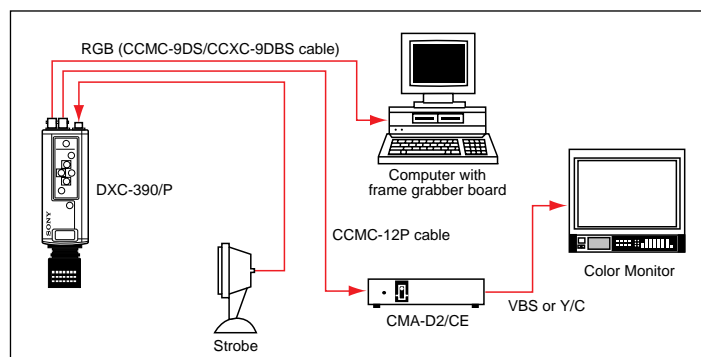 RGB (CCMC-9DS/CCXC-9DBS cable)
DXC-390/P
SONY
Computer with
frame grabber board
CCMC-12P cable
Color Monitor
VBS or Y/C
CMA-D2/CE
Strobe